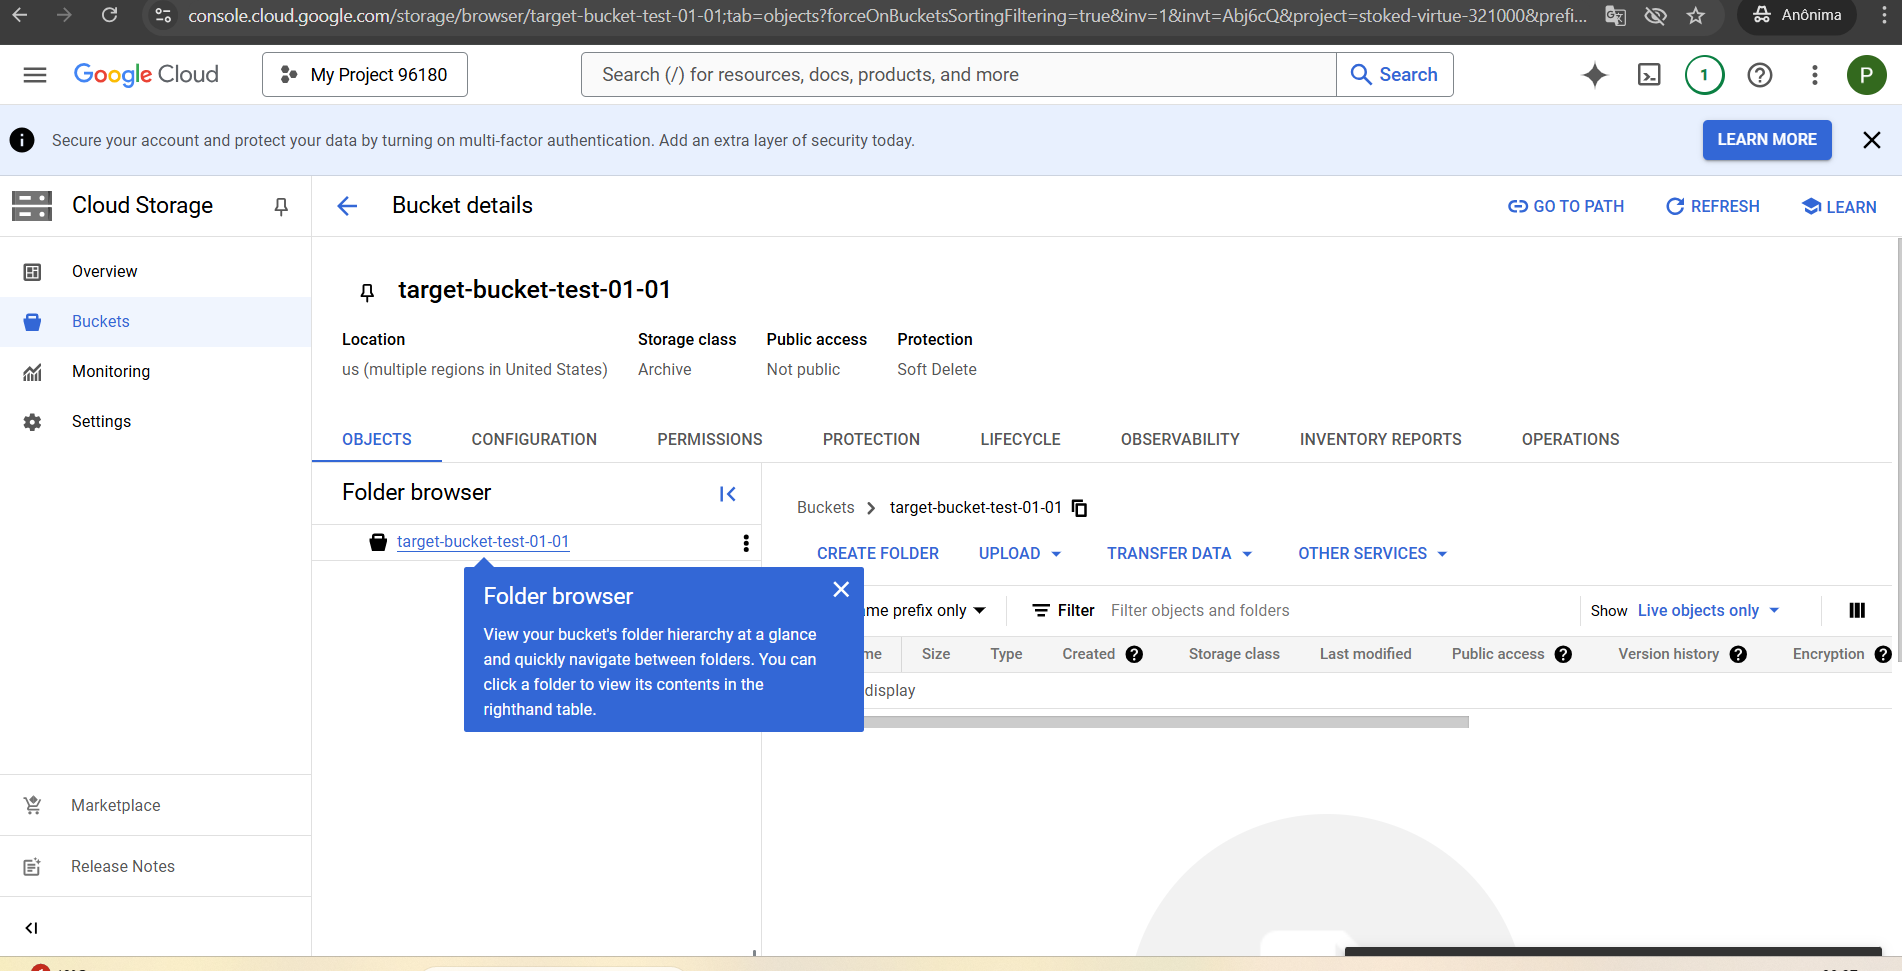 console.cloud.google.com/storage/browser/target-bucket-test-01-01;tab=objects?forceOnBucketsSortingFiltering=true&inv=1&invt=Abj6cQ&project=stoked-virtue-321000&prefi...
Anônima
Google Cloud
My Project 96180
Search (/) for resources, docs, products, and more
Search
1
P
Secure your account and protect your data by turning on multi-factor authentication. Add an extra layer of security today.
LEARN MORE
Cloud Storage
Bucket details
GO TO PATH
REFRESH
LEARN
Overview
Buckets
Monitoring
Settings
Marketplace
Release Notes
target-bucket-test-01-01
Location
Storage class
Public access
Protection
us (multiple regions in United States)
Archive
Not public
Soft Delete
OBJECTS
CONFIGURATION
PERMISSIONS
PROTECTION
LIFECYCLE
OBSERVABILITY
INVENTORY REPORTS
OPERATIONS
Folder browser
target-bucket-test-01-01
Folder browser
View your bucket's folder hierarchy at a glance
and quickly navigate between folders. You can
click a folder to view its contents in the
righthand table.
Buckets
target-bucket-test-01-01
CREATE FOLDER
UPLOAD
TRANSFER DATA
OTHER SERVICES
me prefix only
Filter
Filter objects and folders
Show
Live objects only
me
Size
Type
Created
Storage class
Last modified
Public access
Version history
Encryption
display